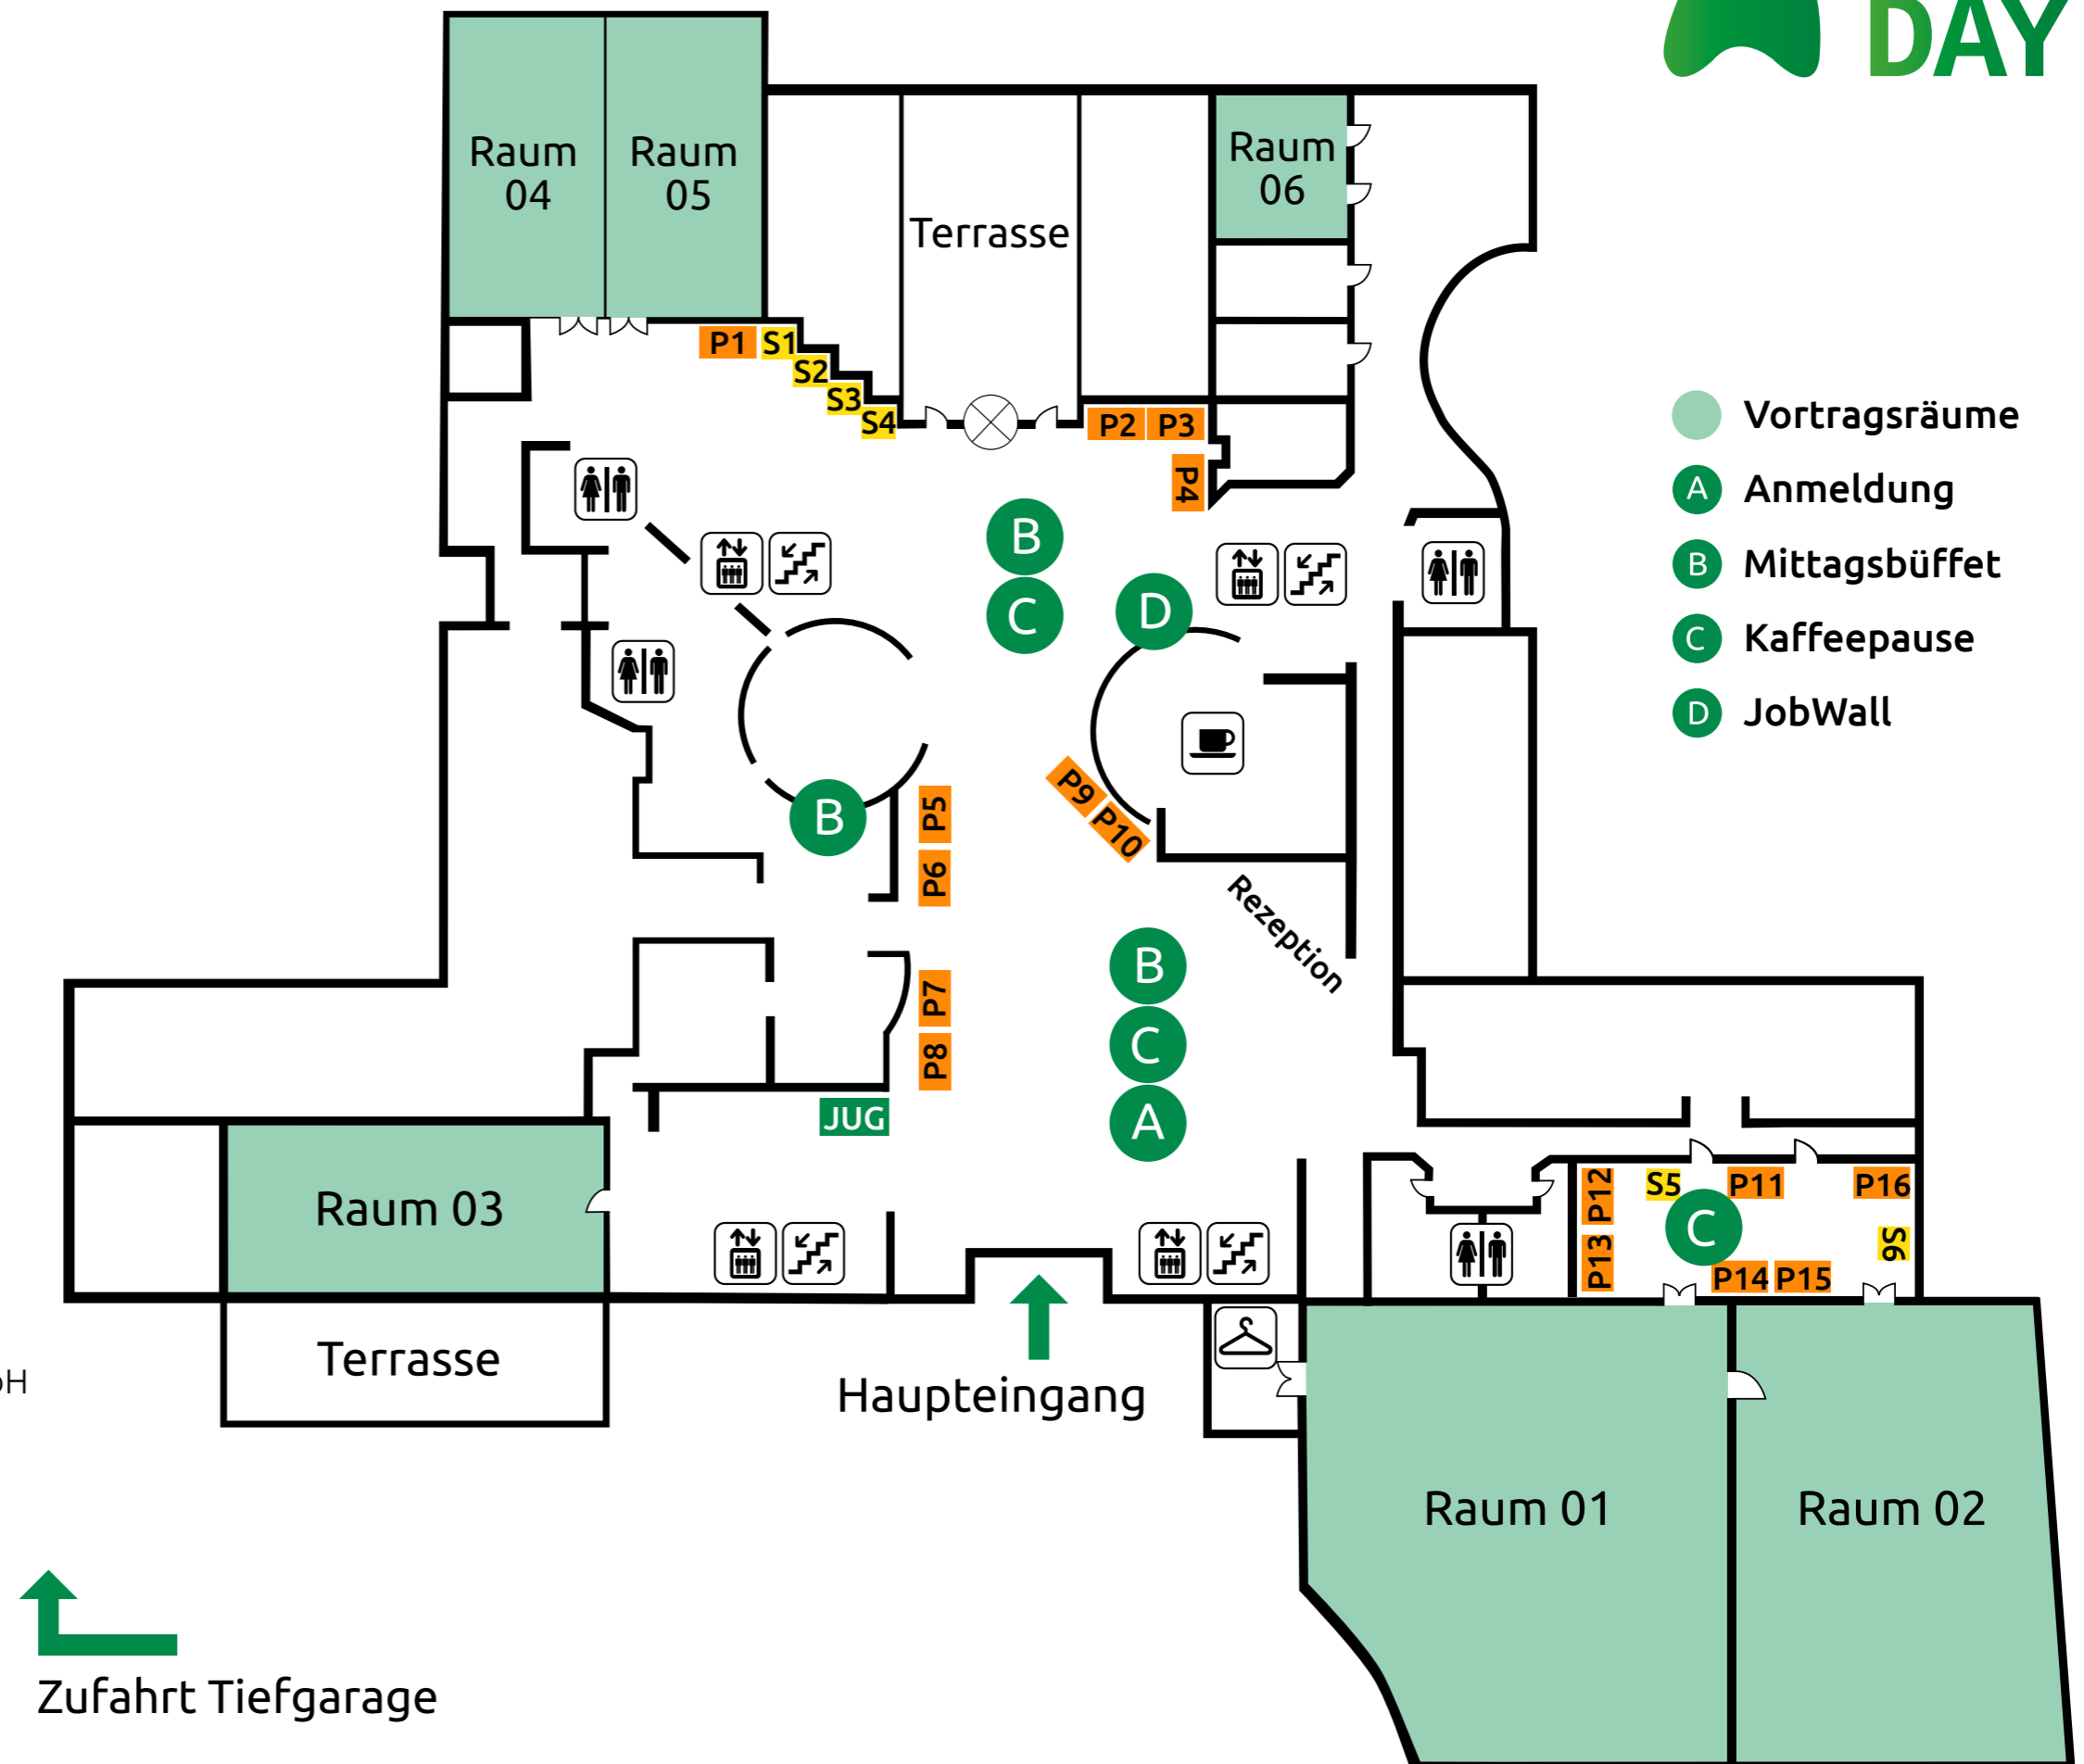 DAY
Raum
04
Raum
05
Raum
06
Terrasse
P1
S1
S2
S3
S4
P2
P3
P4
Vortragsräume
A Anmeldung
B Mittagsbüffet
C Kaffeepause
D JobWall
B
C
D
B
P5
P6
P9
P10
Rezeption
B
C
A
P7
P8
JUG
Raum 03
P12
P13
S5
P11
P16
C
S6
P14
P15
Terrasse
Haupteingang
Raum 01
Raum 02
Zufahrt Tiefgarage